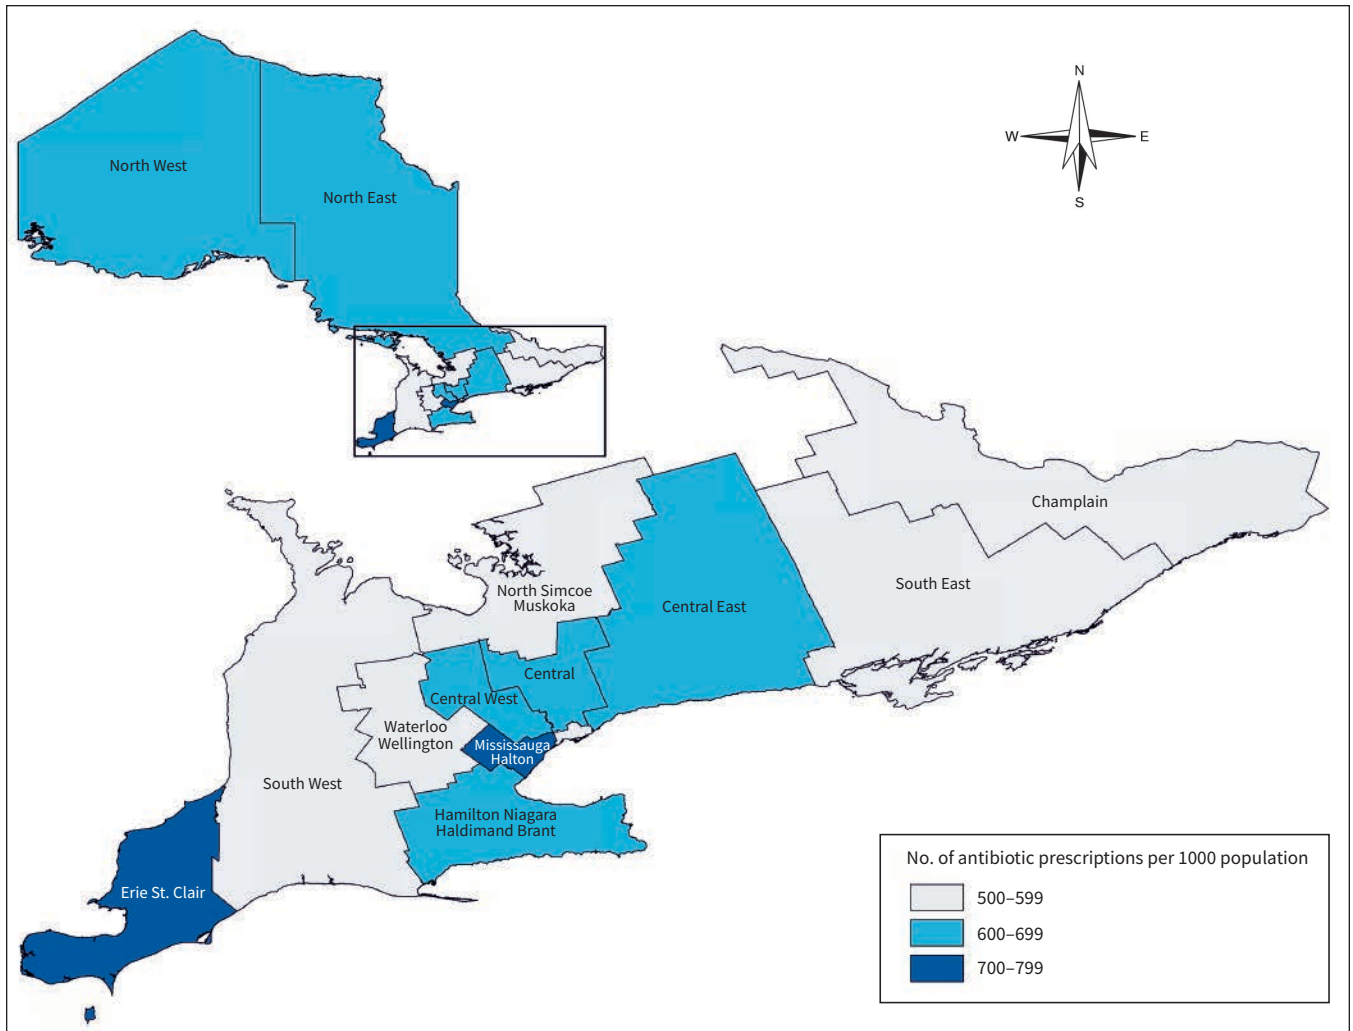 N
W
E
S
North West
North East
Champlain
South East
North Simcoe
Muskoka
Central East
Central
Central West
Waterloo
Wellington
Mississauga
Halton
South West
Hamilton Niagara
Haldimand Brant
Erie St. Clair
No. of antibiotic prescriptions per 1000 population
500–599
600–699
700–799